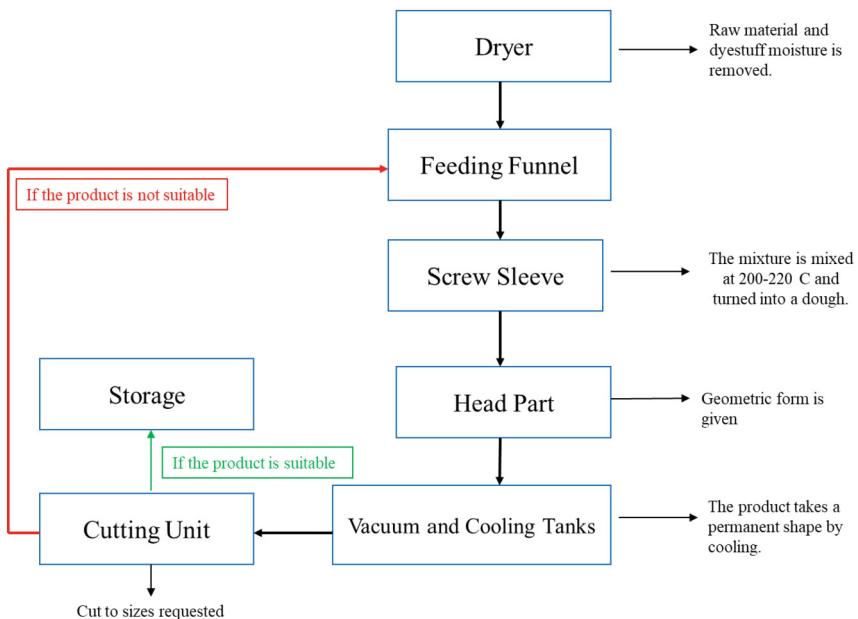 Dryer
Raw material and
dyestuff moisture is
removed.
Feeding Funnel
If the product is not suitable
Screw Sleeve
The mixture is mixed
at 200-220 C and
turned into a dough.
Storage
Head Part
Geometric form is
given
If the product is suitable
Cutting Unit
Vacuum and Cooling Tanks
The product takes a
permanent shape by
cooling.
Cut to sizes requested